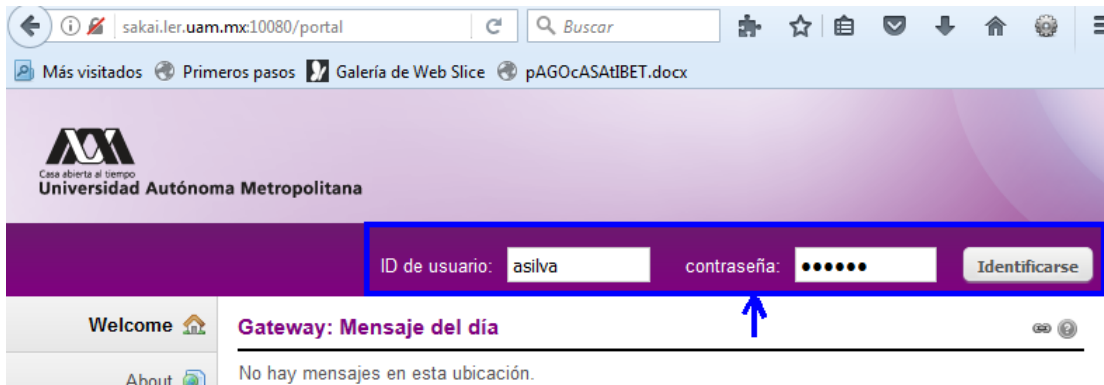 sakai.ler.uam.mx:10080/portal
Buscar
Más visitados Primeros pasos Galería de Web Slice pAGOcASAtIBET.docx
Casa abierta al tiempo
Universidad Autónoma Metropolitana
ID de usuario: asilva contraseña: •••••• Identificarse
Welcome
Gateway: Mensaje del día
About
No hay mensajes en esta ubicación.